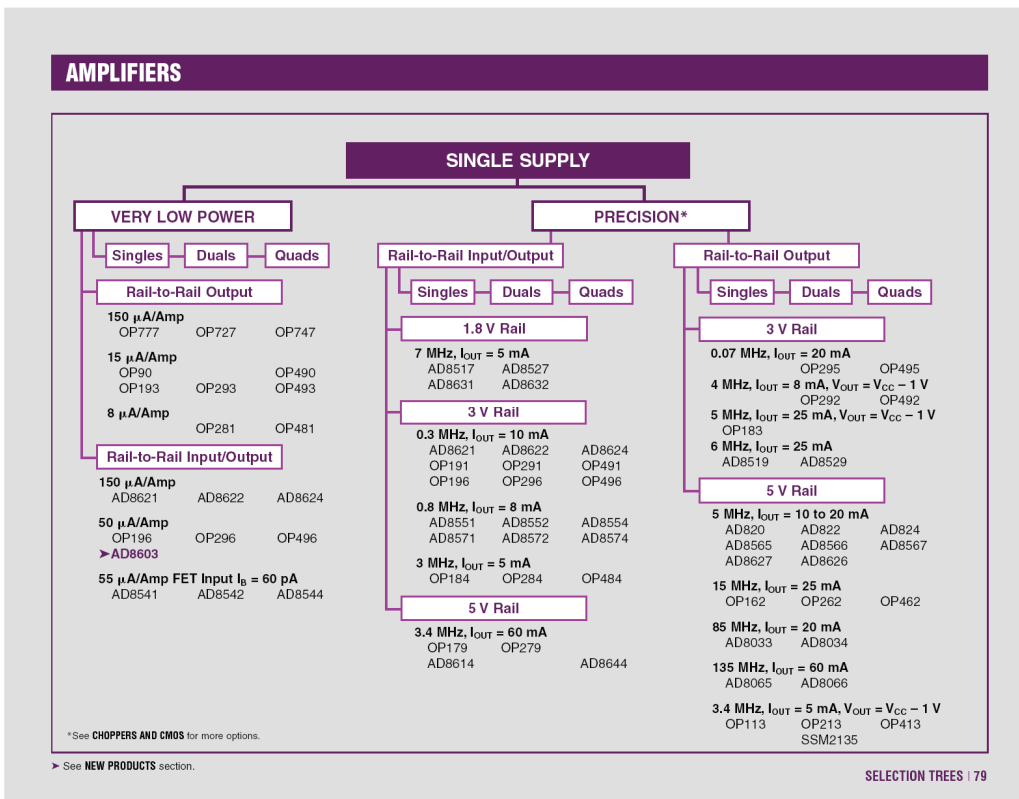 AMPLIFIERS
SINGLE SUPPLY
VERY LOW POWER
Singles Duals Quads
Rail-to-Rail Output
150 µA/Amp
OP777 OP727 OP747
15 µA/Amp
OP90 OP490
OP193 OP293 OP493
8 µA/Amp
OP281 OP481
Rail-to-Rail Input/Output
150 µA/Amp
AD8621 AD8622 AD8624
50 µA/Amp
OP196 OP296 OP496
➤AD8603
55 µA/Amp FET Input IB = 60 pA
AD8541 AD8542 AD8544
PRECISION*
Rail-to-Rail Input/Output
Singles Duals Quads
1.8 V Rail
7 MHz, IOUT = 5 mA
AD8517 AD8527
AD8631 AD8632
3 V Rail
0.3 MHz, IOUT = 10 mA
AD8621 AD8622 AD8624
OP191 OP291 OP491
OP196 OP296 OP496
0.8 MHz, IOUT = 8 mA
AD8551 AD8552 AD8554
AD8571 AD8572 AD8574
3 MHz, IOUT = 5 mA
OP184 OP284 OP484
5 V Rail
3.4 MHz, IOUT = 60 mA
OP179 OP279
AD8614 AD8644
Rail-to-Rail Output
Singles Duals Quads
3 V Rail
0.07 MHz, IOUT = 20 mA
OP295 OP495
4 MHz, IOUT = 8 mA, VOUT = VCC – 1 V
OP292 OP492
5 MHz, IOUT = 25 mA, VOUT = VCC – 1 V
OP183
6 MHz, IOUT = 25 mA
AD8519 AD8529
5 V Rail
5 MHz, IOUT = 10 to 20 mA
AD820 AD822 AD824
AD8565 AD8566 AD8567
AD8627 AD8626
15 MHz, IOUT = 25 mA
OP162 OP262 OP462
85 MHz, IOUT = 20 mA
AD8033 AD8034
135 MHz, IOUT = 60 mA
AD8065 AD8066
3.4 MHz, IOUT = 5 mA, VOUT = VCC – 1 V
OP113 OP213 OP413
SSM2135
*See CHOPPERS AND CMOS for more options.
➤ See NEW PRODUCTS section.
SELECTION TREES | 79